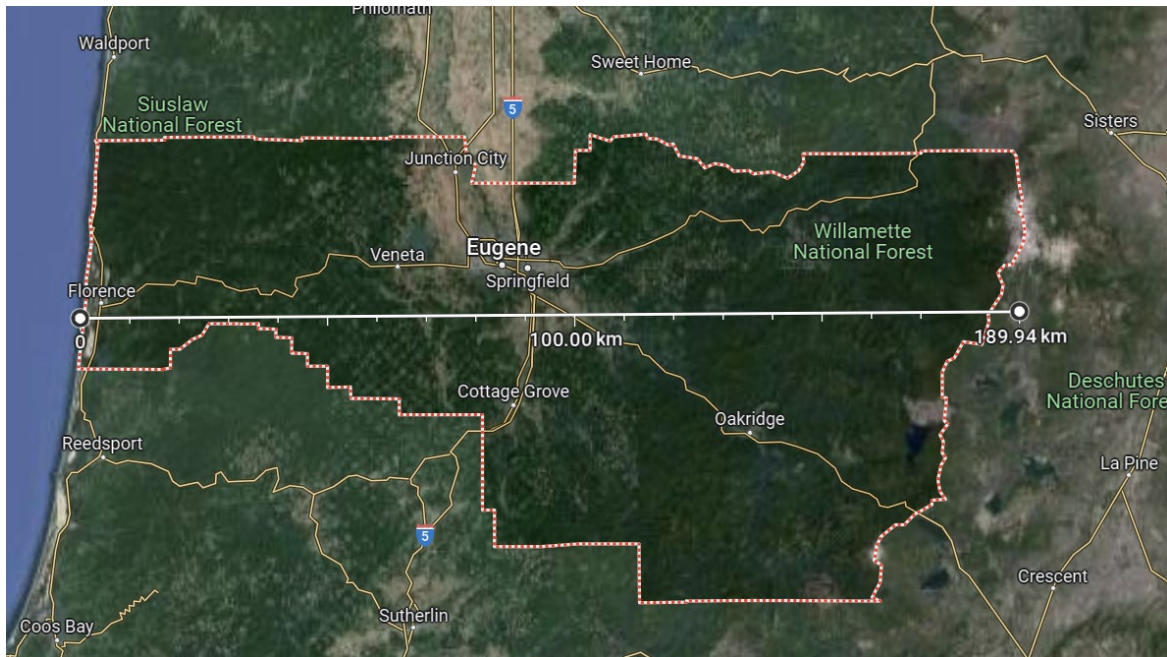 Philomath
Waldport
Sweet Home
Siuslaw
National Forest
5
Sisters
Junction City
Willamette
National Forest
Eugene
Veneta
Springfield
Florence
0
100.00 km
189.94 km
Deschutes
National Fore
Cottage Grove
Oakridge
Reedsport
La Pine
5
Crescent
Sutherlin
Coos Bay